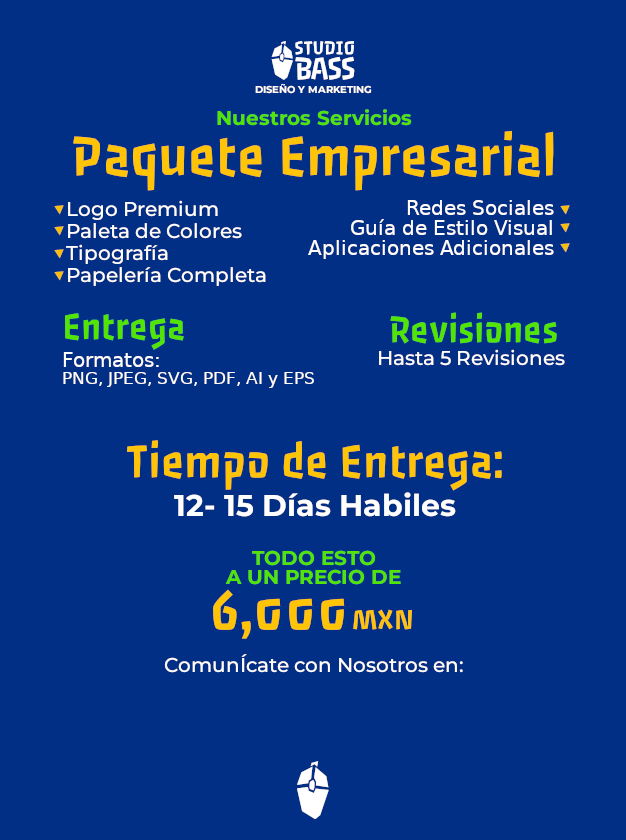 STUDIO
BASS
DISEÑO Y MARKETING
Nuestros Servicios
Paquete Empresarial
Logo Premium
Paleta de Colores
Tipografía
Papelería Completa
Redes Sociales
Guía de Estilo Visual
Aplicaciones Adicionales
Entrega
Formatos:
PNG, JPEG, SVG, PDF, AI y EPS
Revisiones
Hasta 5 Revisiones
Tiempo de Entrega:
12- 15 Días Habiles
TODO ESTO
A UN PRECIO DE
6,000 MXN
ComunÍcate con Nosotros en: